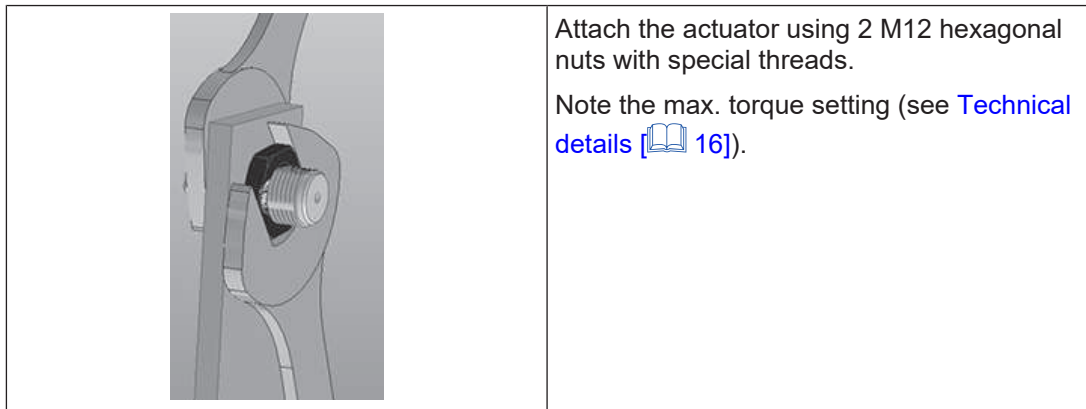 Attach the actuator using 2 M12 hexagonal
nuts with special threads.
Note the max. torque setting (see Technical
details [ 16]).